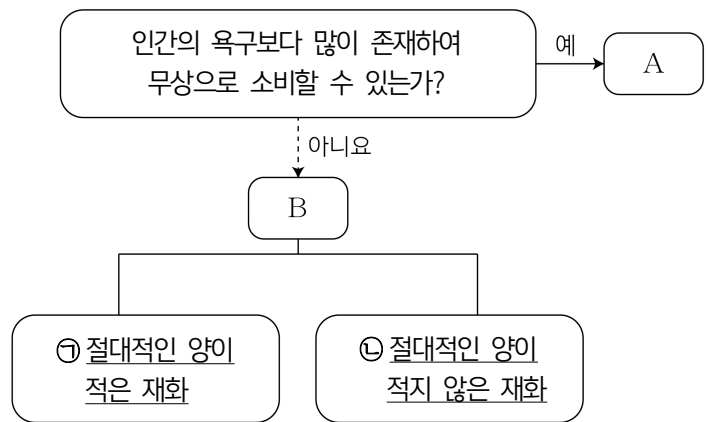 인간의 욕구보다 많이 존재하여
무상으로 소비할 수 있는가?
예
A
아니요
B
㉠ 절대적인 양이
적은 재화
㉡ 절대적인 양이
적지 않은 재화